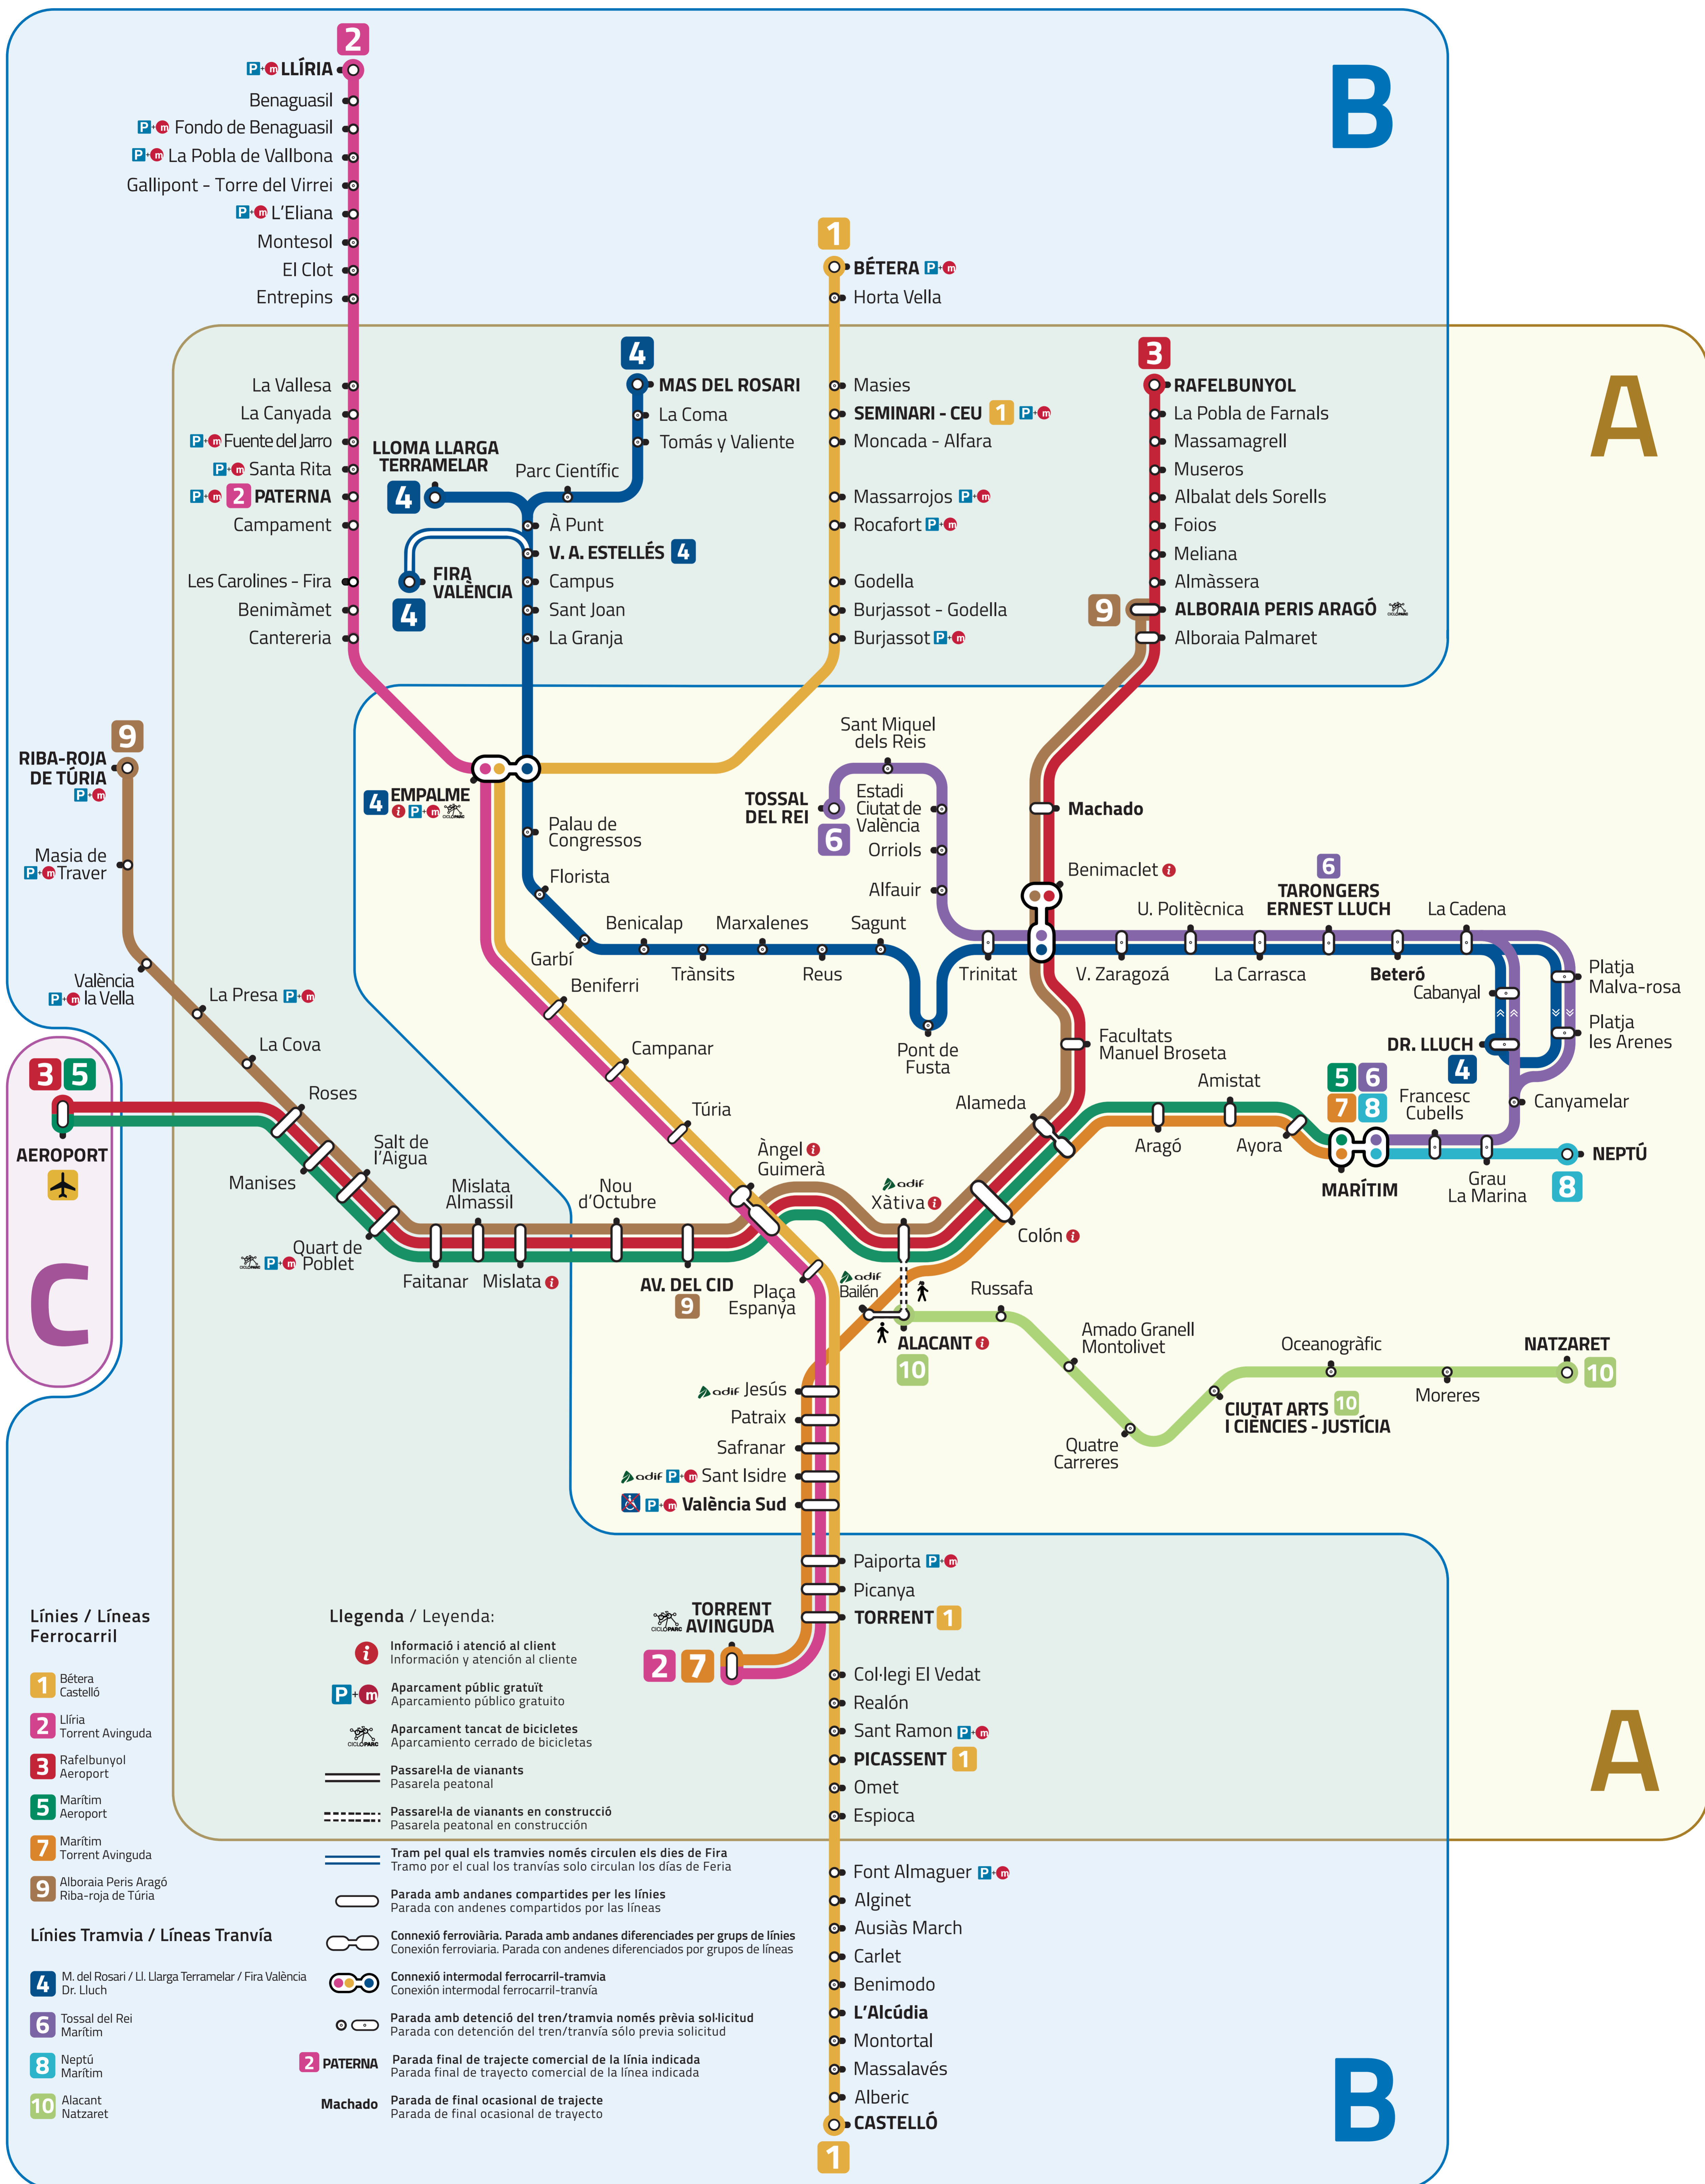 2
LLÍRIA
Benaguasil
Fondo de Benaguasil
La Pobla de Vallbona
Gallipont - Torre del Virrei
L'Eliana
Montesol
El Clot
Entrepins
B
1
BÉTERA
Horta Vella
A
La Vallesa
La Canyada
Fuente del Jarro
Santa Rita
2 PATERNA
Campament
Les Carolines - Fira
Benimàmet
Cantereria
4
MAS DEL ROSARI
La Coma
Tomás y Valiente
LLOMA LLARGA
TERRAMELAR
4
Parc Científic
À Punt
V. A. ESTELLÉS 4
FIRA
VALÈNCIA
4
Campus
Sant Joan
La Granja
Masies
SEMINARI - CEU 1
Moncada - Alfara
Massarrojos
Rocafort
Godella
Burjassot - Godella
Burjassot
3
RAFELBUNYOL
La Pobla de Farnals
Massamagrell
Museros
Albalat dels Sorells
Foios
Meliana
Almàssera
9
ALBORAIA PERIS ARAGÓ
Alboraia Palmaret
9
RIBA-ROJA
DE TÚRIA
Masia de
Traver
València
la Vella
La Presa
La Cova
Roses
4 EMPALME
Palau de
Congressos
Florista
Garbí
Benicalap
Trànsits
Marxalenes
Reus
Sagunt
Pont de
Fusta
Sant Miquel
dels Reis
TOSSAL
DEL REI
6
Estadi
Ciutat de
València
Orriols
Alfauir
Trinitat
Machado
Benimaclet
V. Zaragozá
U. Politècnica
La Carrasca
6
TARONGERS
ERNEST LLUCH
Beteró
La Cadena
Cabanyal
DR. LLUCH
4
Platja
Malva-rosa
Platja
les Arenes
Canyamelar
Beniferri
Campanar
Túria
Àngel
Guimerà
Facultats
Manuel Broseta
Alameda
Aragó
Amistat
Ayora
5 6
7 8
MARÍTIM
Francesc
Cubells
Grau
La Marina
NEPTÚ
8
3 5
AEROPORT
C
Manises
Salt de
l'Aigua
Quart de
Poblet
Faitanar
Mislata
Almassil
Mislata
Nou
d'Octubre
AV. DEL CID
9
Plaça
Espanya
adif
Xàtiva
Colón
adif
Bailén
ALACANT
10
Russafa
Amado Granell
Montolivet
Quatre
Carreres
CIUTAT ARTS 10
I CIÈNCIES - JUSTÍCIA
Oceanogràfic
Moreres
NATZARET
10
adif Jesús
Patraix
Safranar
adif Sant Isidre
València Sud
Paiporta
Picanya
TORRENT 1
TORRENT
AVINGUDA
2 7
Col·legi El Vedat
Realón
Sant Ramon
PICASSENT 1
Omet
Espioca
A
Font Almaguer
Alginet
Ausiàs March
Carlet
Benimodo
L'Alcúdia
Montortal
Massalavés
Alberic
CASTELLÓ
1
B
Línies / Líneas
Ferrocarril
1 Bétera
Castelló
2 Llíria
Torrent Avinguda
3 Rafelbunyol
Aeroport
5 Marítim
Aeroport
7 Marítim
Torrent Avinguda
9 Alboraia Peris Aragó
Riba-roja de Túria
Línies Tramvia / Líneas Tranvía
4 M. del Rosari / Ll. Llarga Terramelar / Fira València
Dr. Lluch
6 Tossal del Rei
Marítim
8 Neptú
Marítim
10 Alacant
Natzaret
Llegenda / Leyenda:
Informació i atenció al client
Información y atención al cliente
P+m Aparcament públic gratuït
Aparcamiento público gratuito
CICLOPARC
Aparcament tancat de bicicletes
Aparcamiento cerrado de bicicletas
Passarel·la de vianants
Pasarela peatonal
Passarel·la de vianants en construcció
Pasarela peatonal en construcción
Tram pel qual els tramvies només circulen els dies de Fira
Tramo por el cual los tranvías solo circulan los días de Feria
Parada amb andanes compartides per les línies
Parada con andenes compartidos por las líneas
Connexió ferroviària. Parada amb andanes diferenciades per grups de línies
Conexión ferroviaria. Parada con andenes diferenciados por grupos de líneas
Connexió intermodal ferrocarril-tramvia
Conexión intermodal ferrocarril-tranvía
Parada amb detenció del tren/tramvia només prèvia sol·licitud
Parada con detención del tren/tranvía sólo previa solicitud
2 PATERNA Parada final de trajecte comercial de la línia indicada
Parada final de trayecto comercial de la línea indicada
Machado Parada de final ocasional de trajecte
Parada de final ocasional de trayecto